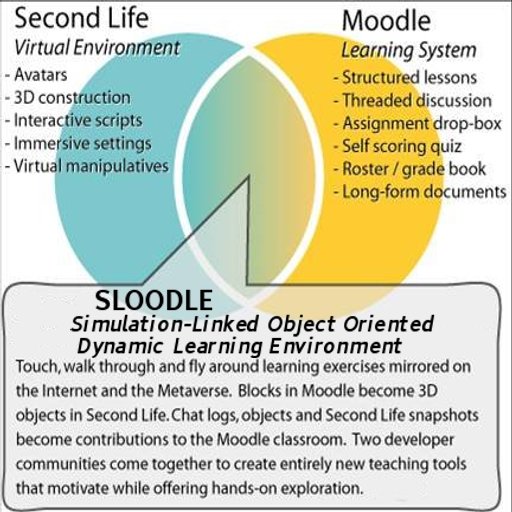 Second Life
Virtual Environment
- Avatars
- 3D construction
- Interactive scripts
- Immersive settings
- Virtual manipulatives
Moodle
Learning System
- Structured lessons
- Threaded discussion
- Assignment drop-box
- Self scoring quiz
- Roster / grade book
- Long-form documents
SLOODLE
Simulation-Linked Object Oriented
Dynamic Learning Environment
Touch, walk through and fly around learning exercises mirrored on
the Internet and the Metaverse. Blocks in Moodle become 3D
objects in Second Life. Chat logs, objects and Second Life snapshots
become contributions to the Moodle classroom. Two developer
communities come together to create entirely new teaching tools
that motivate while offering hands-on exploration.